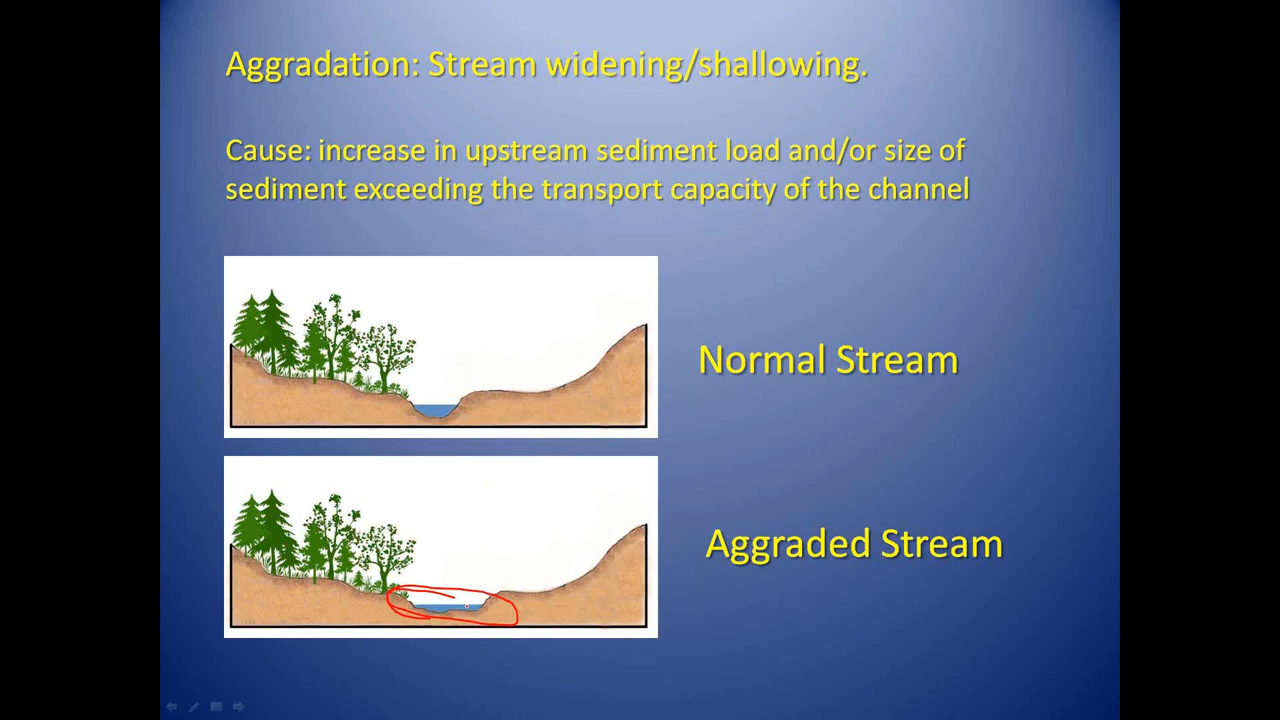 Aggradation: Stream widening/shallowing.
Cause: increase in upstream sediment load and/or size of
sediment exceeding the transport capacity of the channel
Normal Stream
Aggraded Stream